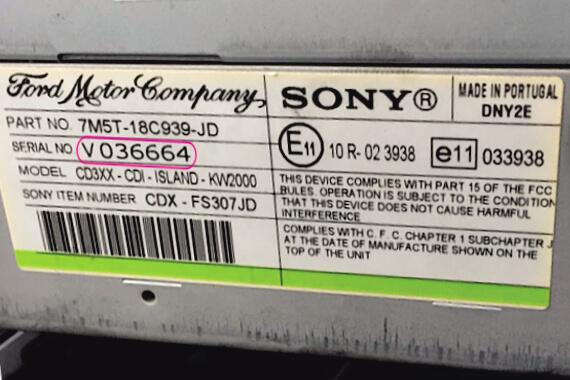 Ford Motor Company
PART NO. 7M5T-18C939-JD
SERIAL NO V 036664
MODEL CD3XX - CDI - ISLAND - KW2000
SONY ITEM NUMBER CDX - FS307JD
SONY®
MADE IN PORTUGAL
DNY2E
E11 10 R- 02 3938 e11 033938
THIS DEVICE COMPLIES WITH PART 15 OF THE FCC
BULES. OPERATION IS SUBJECT TO THE CONDITION
THAT THIS DEVICE DOES NOT CAUSE HARMFUL
INTERFERENCE
COMPLIES WITH C. F. C. CHAPTER 1 SUBCHAPTER J
AT THE DATE OF MANUFACTURE SHOWN ON THE
TOP OF THE UNIT